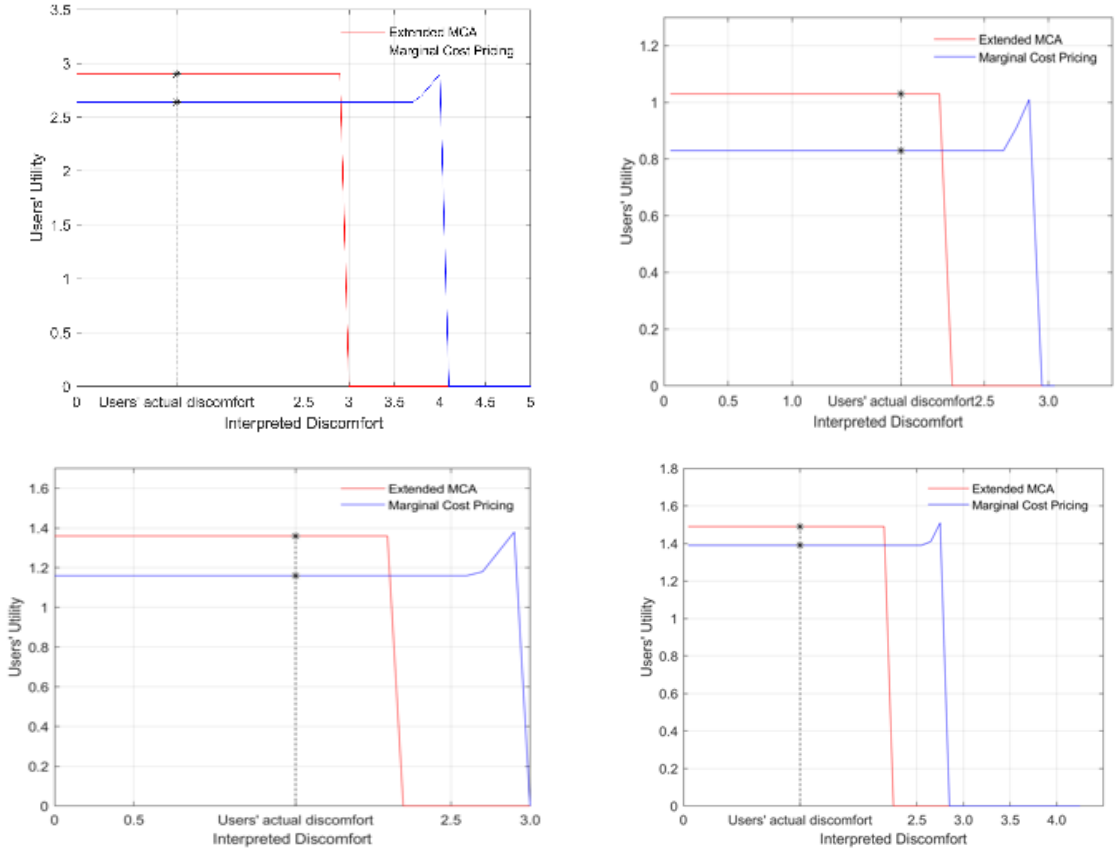 3.5
3
2.5
2
1.5
1
0.5
0
Users' Utility
Extended MCA
Marginal Cost Pricing
0 Users' actual discomfort 2.5 3 3.5 4 4.5 5
Interpreted Discomfort
1.2
1
0.8
0.6
0.4
0.2
0
Users' Utility
Extended MCA
Marginal Cost Pricing
0 0.5 1.0 Users' actual discomfort 2.5 3.0
Interpreted Discomfort
1.6
1.4
1.2
1
0.8
0.6
0.4
0.2
0
Users' Utility
Extended MCA
Marginal Cost Pricing
0 0.5 Users' actual discomfort 2.5 3.0
Interpreted Discomfort
1.8
1.6
1.4
1.2
1
0.8
0.6
0.4
0.2
0
Users' Utility
Extended MCA
Marginal Cost Pricing
0 Users' actual discomfort 2.5 3.0 3.5 4.0
Interpreted Discomfort